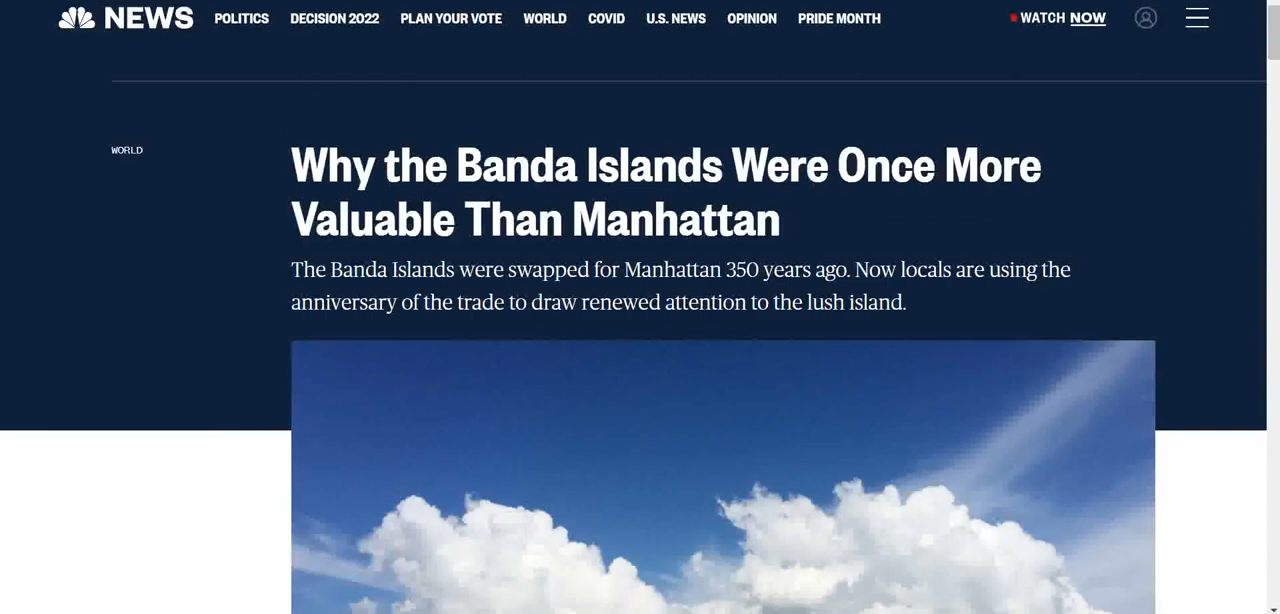 NEWS POLITICS DECISION 2022 PLAN YOUR VOTE WORLD COVID U.S. NEWS OPINION PRIDE MONTH WATCH NOW
WORLD
Why the Banda Islands Were Once More
Valuable Than Manhattan
The Banda Islands were swapped for Manhattan 350 years ago. Now locals are using the
anniversary of the trade to draw renewed attention to the lush island.